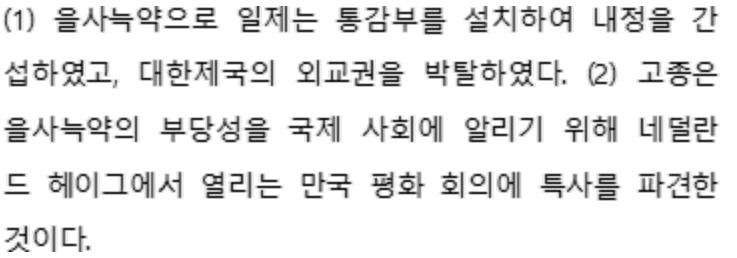 (1) 을사늑약으로 일제는 통감부를 설치하여 내정을 간
섭하였고, 대한제국의 외교권을 박탈하였다. (2) 고종은
을사늑약의 부당성을 국제 사회에 알리기 위해 네덜란
드 헤이그에서 열리는 만국 평화 회의에 특사를 파견한
것이다.